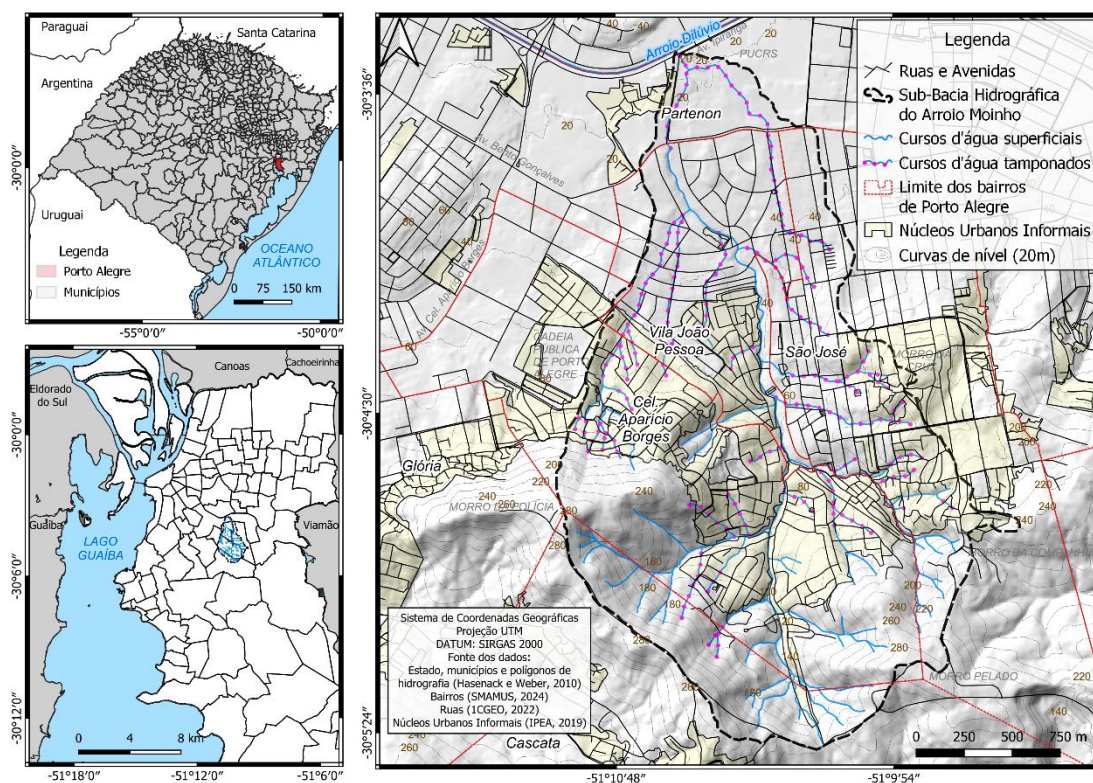 Paraguai
Santa Catarina
Argentina
Uruguai
OCEANO
ATLÂNTICO
Legenda
Porto Alegre
Municípios
0 75 150 km
-30°0'0"
-55°0'0"
-50°0'0"
Eldorado
do Sul
Canoas
Cachoeirinha
Guaíba
LAGO
GUAÍBA
Viamão
-30°0'0"
-30°6'0"
-30°12'0"
0 4 8 km
-51°18'0"
-51°12'0"
-51°6'0"
Arroio Dilúvio
Av. Ipiranga
PUCRS
Partenon
Av. Bento Gonçalves
Av. Cel. Aparício Borges
CADEIA
PÚBLICA
DE PORTO
ALEGRE
Vila João
Pessoa
São José
MORRO DA
CRUZ
Cel.
Aparício
Borges
Glória
MORRO DA POLÍCIA
MORRO PELADO
Cascata
Legenda
Ruas e Avenidas
Sub-Bacia Hidrográfica
do Arroio Moinho
Cursos d'água superficiais
Cursos d'água tamponados
Limite dos bairros
de Porto Alegre
Núcleos Urbanos Informais
Curvas de nível (20m)
Sistema de Coordenadas Geográficas
Projeção UTM
DATUM: SIRGAS 2000
Fonte dos dados:
Estado, municípios e polígonos de
hidrografia (Hasenack e Weber, 2010)
Bairros (SMAMUS, 2024)
Ruas (1CGEO, 2022)
Núcleos Urbanos Informais (IPEA, 2019)
0 250 500 750 m
-30°3'36"
-30°4'30"
-30°5'24"
-51°10'48"
-51°9'54"